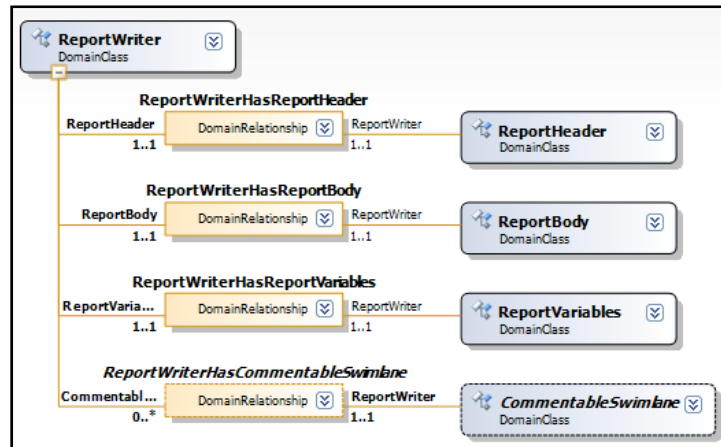 ReportWriter
DomainClass
ReportWriterHasReportHeader
ReportHeader DomainRelationship ReportWriter ReportHeader
1..1 1..1 DomainClass
ReportWriterHasReportBody
ReportBody DomainRelationship ReportWriter ReportBody
1..1 1..1 DomainClass
ReportWriterHasReportVariables
ReportVaria... DomainRelationship ReportWriter ReportVariables
1..1 1..1 DomainClass
ReportWriterHasCommentableSwimlane
Commentabl... DomainRelationship ReportWriter CommentableSwimlane
0..* 1..1 DomainClass